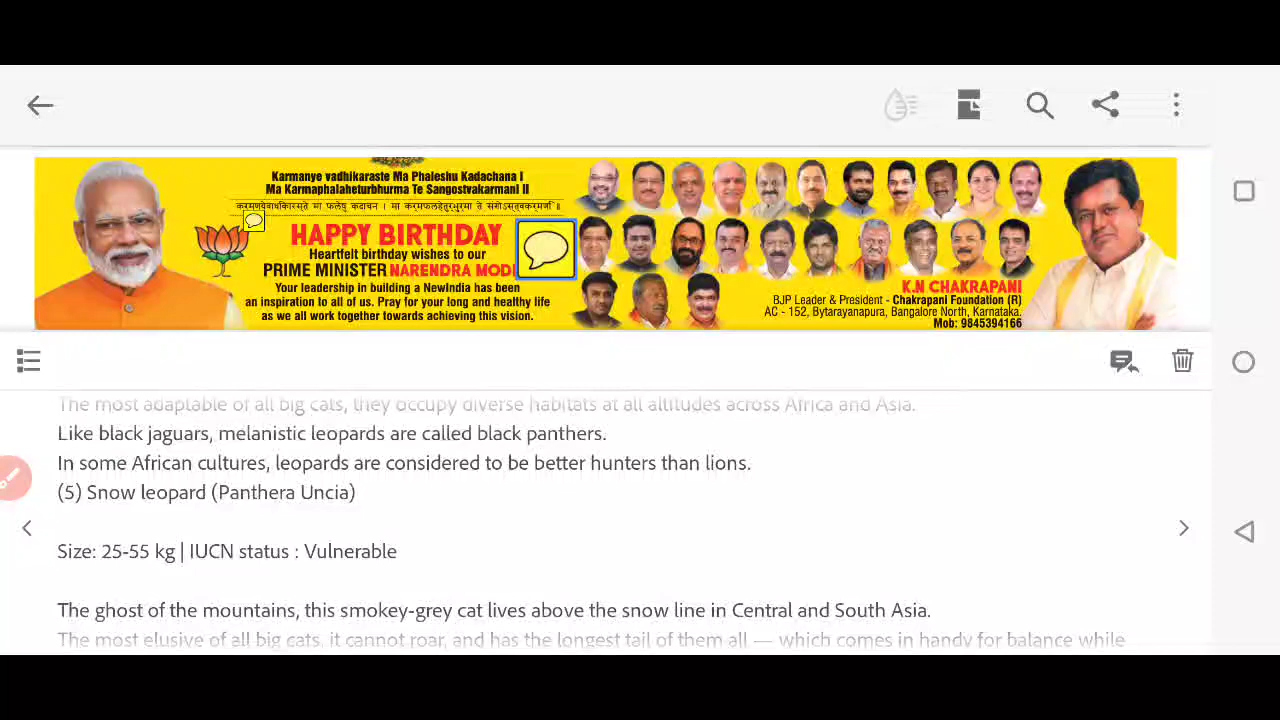 Karmanye vadhikaraste Ma Phaleshu Kadachana I
Ma Karmaphalaheturbhurma Te Sangostvakarmani II
HAPPY BIRTHDAY
Heartfelt birthday wishes to our
PRIME MINISTER NARENDRA MODI
Your leadership in building a NewIndia has been
an inspiration to all of us. Pray for your long and healthy life
as we all work together towards achieving this vision.
K.N CHAKRAPANI
BJP Leader & President - Chakrapani Foundation (R)
AC - 152, Bytarayanapura, Bangalore North, Karnataka.
Mob: 9845394166
The most adaptable of all big cats, they occupy diverse habitats at all altitudes across Africa and Asia.
Like black jaguars, melanistic leopards are called black panthers.
In some African cultures, leopards are considered to be better hunters than lions.
(5) Snow leopard (Panthera Uncia)
Size: 25-55 kg | IUCN status : Vulnerable
The ghost of the mountains, this smokey-grey cat lives above the snow line in Central and South Asia.
The most elusive of all big cats, it cannot roar, and has the longest tail of them all — which comes in handy for balance while